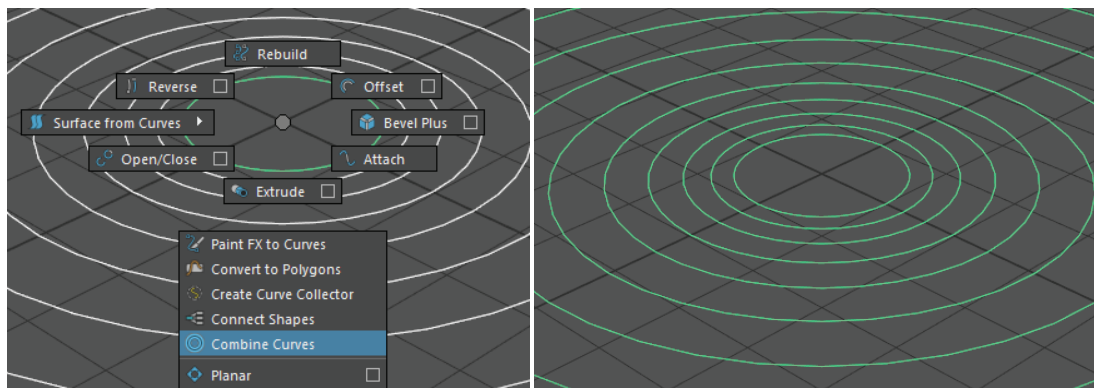 Rebuild
Reverse
Offset
Surface from Curves
Bevel Plus
Open/Close
Attach
Extrude
Paint FX to Curves
Convert to Polygons
Create Curve Collector
Connect Shapes
Combine Curves
Planar